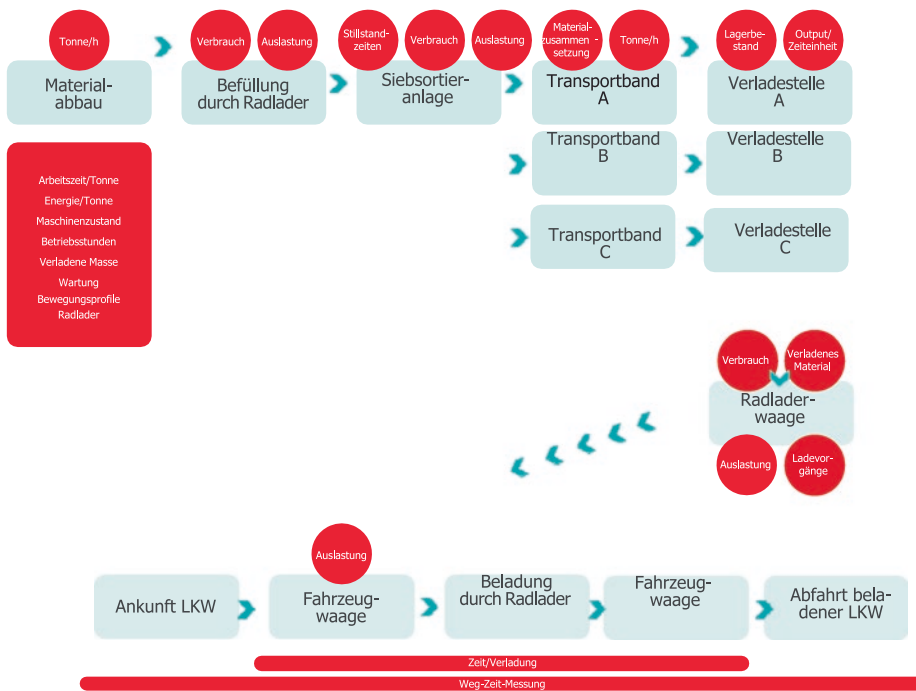 Tonne/h
Verbrauch
Auslastung
Stillstand-
zeiten
Verbrauch
Auslastung
Material-
zusammen -
setzung
Tonne/h
Lagerbe-
stand
Output/
Zeiteinheit
Material-
abbau
Befüllung
durch Radlader
Siebsortier-
anlage
Transportband
A
Verladestelle
A
Transportband
B
Verladestelle
B
Transportband
C
Verladestelle
C
Arbeitszeit/Tonne
Energie/Tonne
Maschinenzustand
Betriebsstunden
Verladene Masse
Wartung
Bewegungsprofile
Radlader
Verbrauch
Verladenes
Material
Radlader-
waage
Auslastung
Ladevor-
gänge
Auslastung
Ankunft LKW
Fahrzeug-
waage
Beladung
durch Radlader
Fahrzeug-
waage
Abfahrt bela-
dener LKW
Zeit/Verladung
Weg-Zeit-Messung